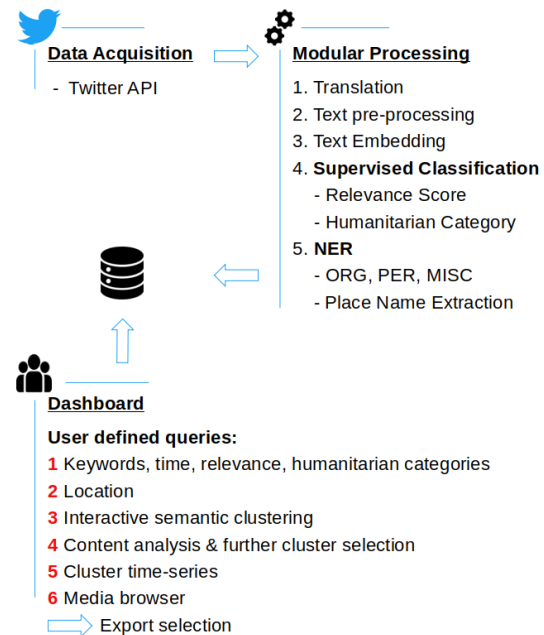 Data Acquisition
- Twitter API
Modular Processing
1. Translation
2. Text pre-processing
3. Text Embedding
4. Supervised Classification
- Relevance Score
- Humanitarian Category
5. NER
- ORG, PER, MISC
- Place Name Extraction
Dashboard
User defined queries:
1 Keywords, time, relevance, humanitarian categories
2 Location
3 Interactive semantic clustering
4 Content analysis & further cluster selection
5 Cluster time-series
6 Media browser
Export selection